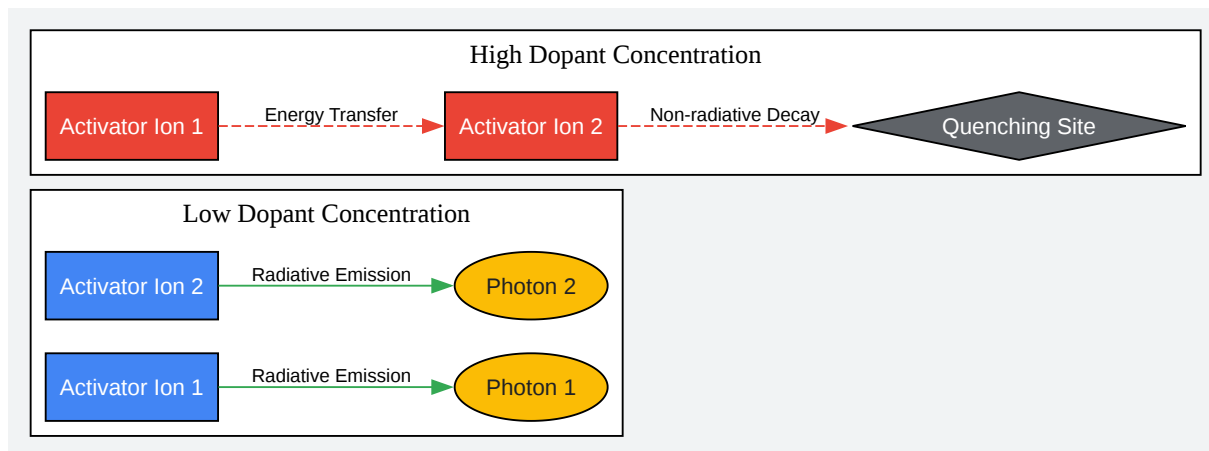 High Dopant Concentration
Activator Ion 1
Energy Transfer
Activator Ion 2
Non-radiative Decay
Quenching Site
Low Dopant Concentration
Activator Ion 2
Radiative Emission
Photon 2
Activator Ion 1
Radiative Emission
Photon 1